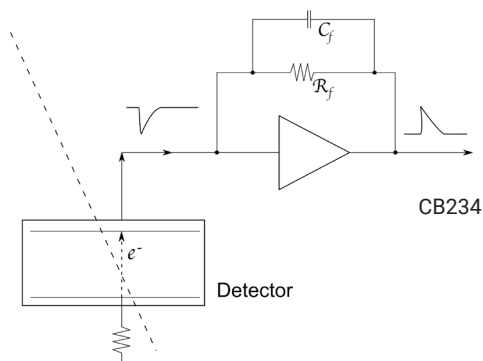 C_f
R_f
CB234
e⁻
Detector